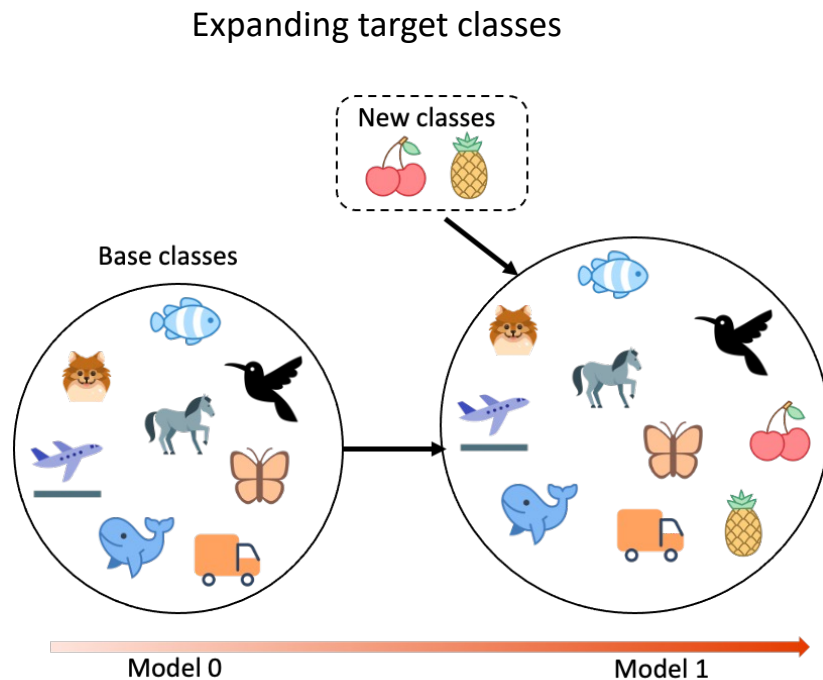 Expanding target classes
New classes
Base classes
Model 0
Model 1